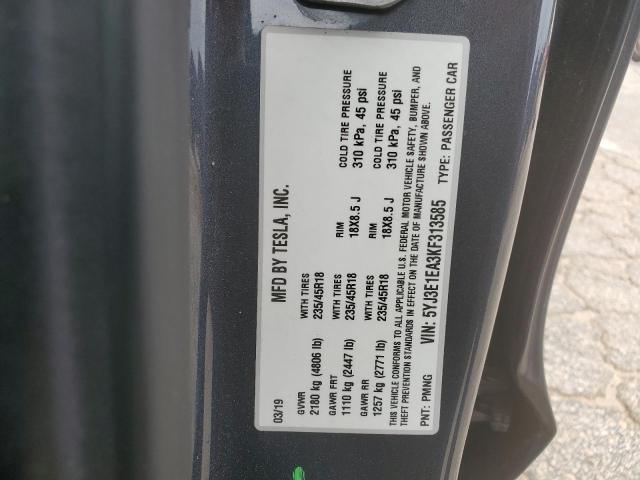 MFD BY TESLA, INC.
03/19
GVWR
2180 kg (4806 lb)
GAWR FRT WITH TIRES RIM COLD TIRE PRESSURE
1110 kg (2447 lb) 235/45R18 18X8.5 J 310 kPa, 45 psi
GAWR RR WITH TIRES RIM COLD TIRE PRESSURE
1257 kg (2771 lb) 235/45R18 18X8.5 J 310 kPa, 45 psi
THIS VEHICLE CONFORMS TO ALL APPLICABLE U.S. FEDERAL MOTOR VEHICLE SAFETY, BUMPER, AND
THEFT PREVENTION STANDARDS IN EFFECT ON THE DATE OF MANUFACTURE SHOWN ABOVE.
VIN: 5YJ3E1EA3KF313585
PNT: PMNG TYPE: PASSENGER CAR